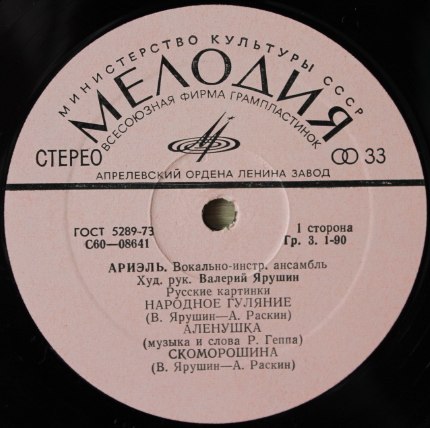 МИНИСТЕРСТВО КУЛЬТУРЫ СССР
МЕЛОДИЯ
ВСЕСОЮЗНАЯ ФИРМА ГРАМПЛАСТИНОК
СТЕРЕО
33
АПРЕЛЕВСКИЙ ОРДЕНА ЛЕНИНА ЗАВОД
ГОСТ 5289-73
С60—08641
1 сторона
Гр. 3. 1-90
АРИЭЛЬ. Вокально-инстр. ансамбль
Худ. рук. Валерий Ярушин
Русские картинки
НАРОДНОЕ ГУЛЯНИЕ
(В. Ярушин—А. Раскин)
АЛЕНУШКА
(музыка и слова Р. Геппа)
СКОМОРОШИНА
(В. Ярушин—А. Раскин)